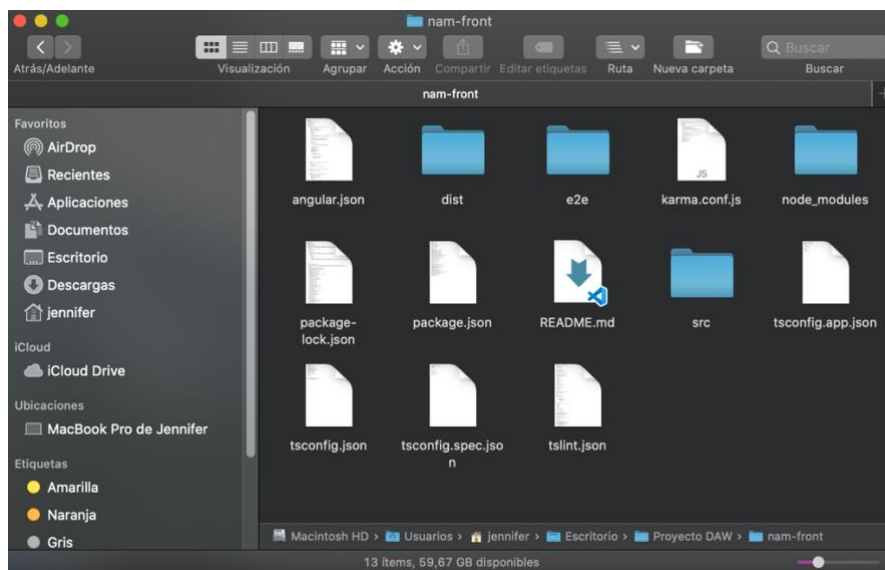 nam-front
Atrás/Adelante
Visualización
Agrupar
Acción
Compartir
Editar etiquetas
Ruta
Nueva carpeta
Buscar
Buscar
nam-front
Favoritos
AirDrop
Recientes
Aplicaciones
Documentos
Escritorio
Descargas
jennifer
iCloud
iCloud Drive
Ubicaciones
MacBook Pro de Jennifer
Etiquetas
Amarilla
Naranja
Gris
angular.json
dist
e2e
JS
karma.conf.js
node_modules
package-
lock.json
package.json
README.md
src
tsconfig.app.json
tsconfig.json
tsconfig.spec.jso
n
tslint.json
Macintosh HD › Usuarios › jennifer › Escritorio › Proyecto DAW › nam-front
13 ítems, 59,67 GB disponibles